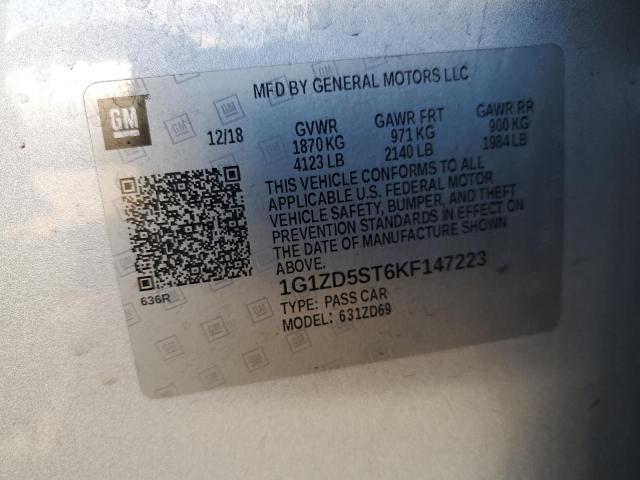 MFD BY GENERAL MOTORS LLC
GM
12/18
GVWR
1870 KG
4123 LB
GAWR FRT
971 KG
2140 LB
GAWR RR
900 KG
1984 LB
THIS VEHICLE CONFORMS TO ALL
APPLICABLE U.S. FEDERAL MOTOR
VEHICLE SAFETY, BUMPER, AND THEFT
PREVENTION STANDARDS IN EFFECT ON
THE DATE OF MANUFACTURE SHOWN
ABOVE.
636R
1G1ZD5ST6KF147223
TYPE: PASS CAR
MODEL: 631ZD69